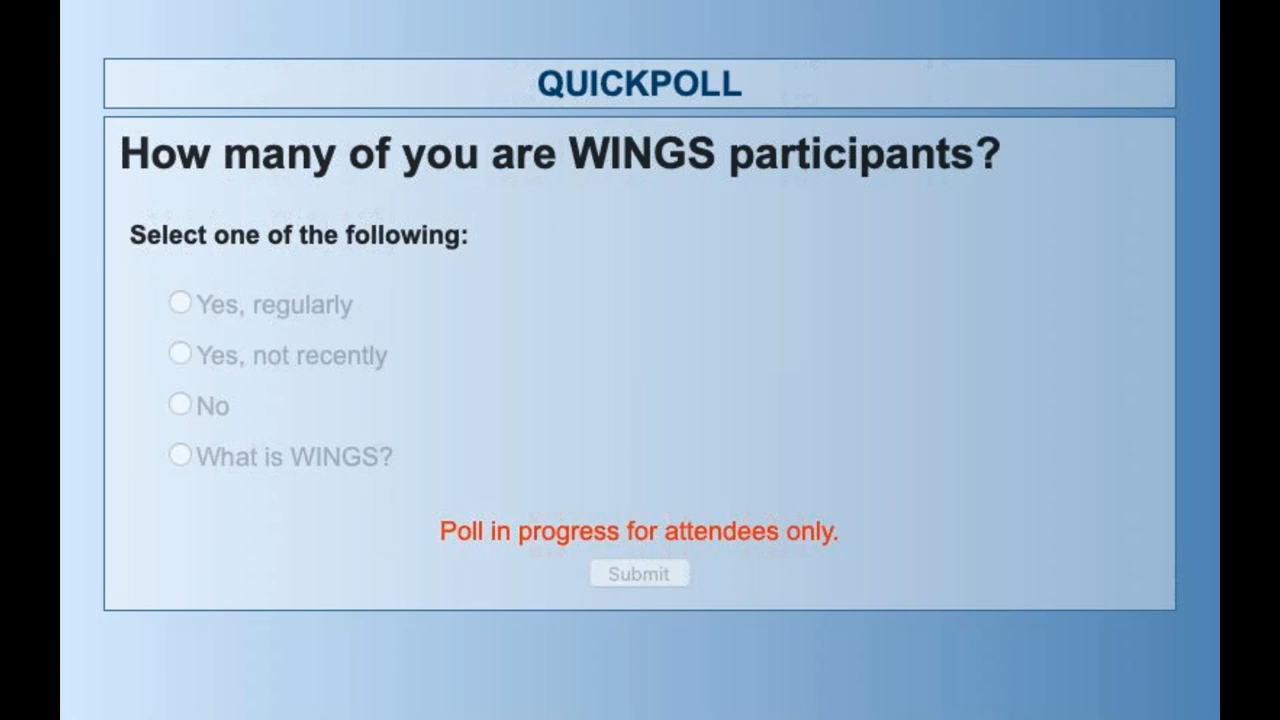 QUICKPOLL
How many of you are WINGS participants?
Select one of the following:
Yes, regularly
Yes, not recently
No
What is WINGS?
Poll in progress for attendees only.
Submit